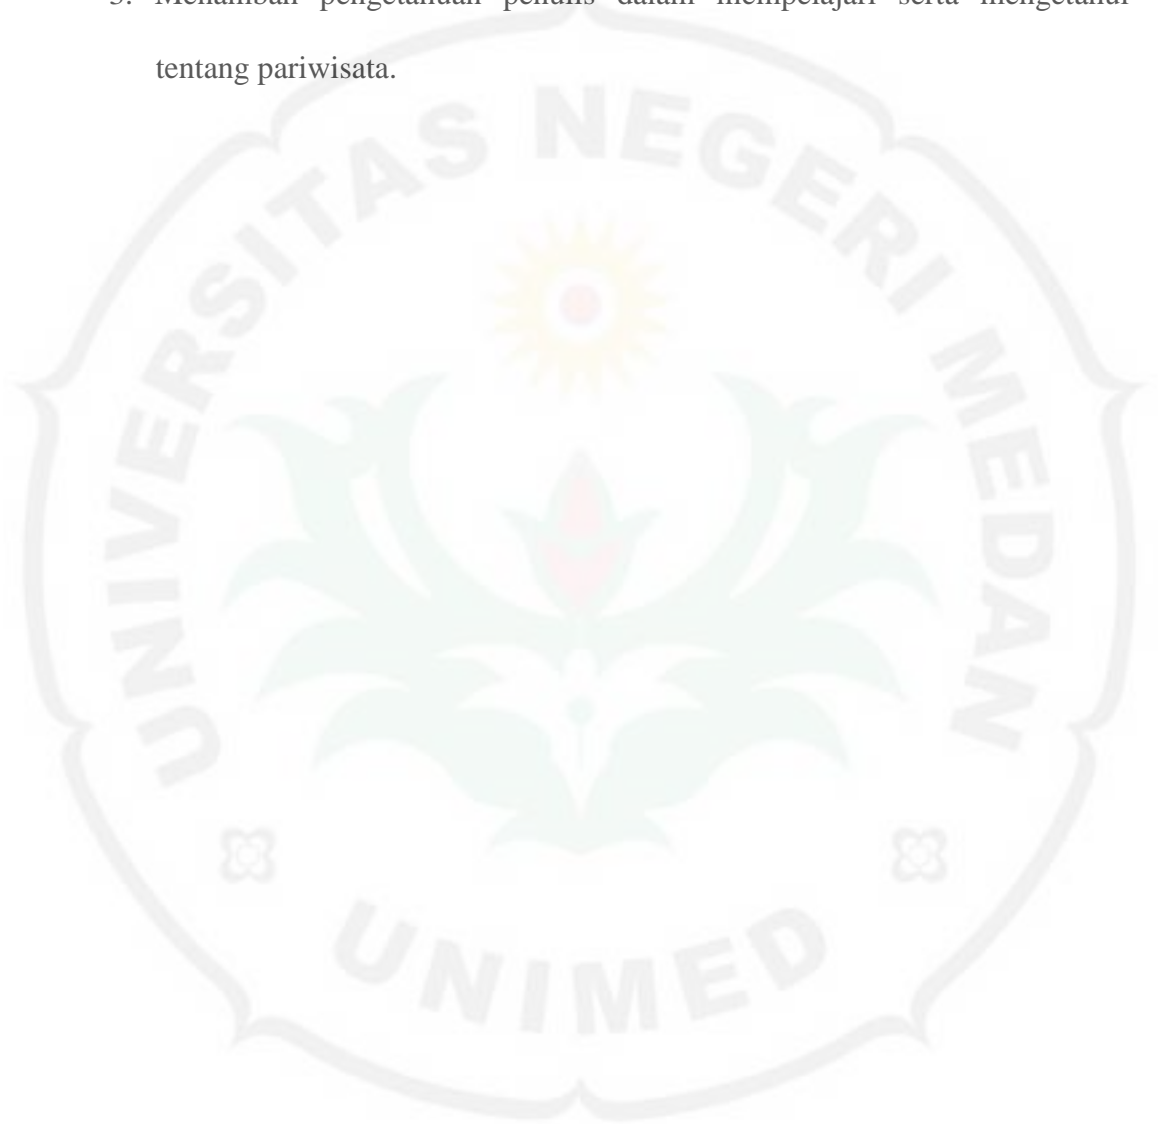 3. Menambah pengetahuan penulis dalam mempelajari serta mengetahui
tentang pariwisata.
UNIVERSITAS NEGERI MEDAN
UNIMED